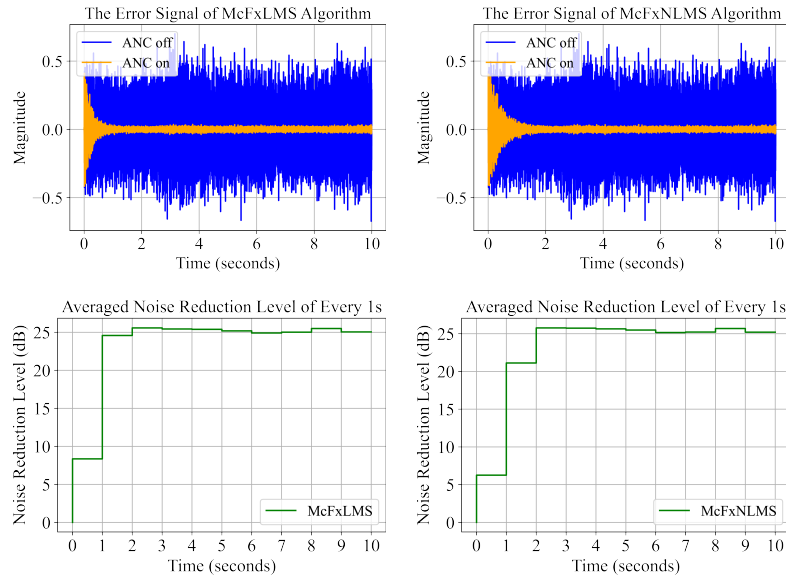 The Error Signal of McFxLMS Algorithm
ANC off
ANC on
Magnitude
0.5
0.0
−0.5
0 2 4 6 8 10
Time (seconds)
The Error Signal of McFxNLMS Algorithm
ANC off
ANC on
Magnitude
0.5
0.0
−0.5
0 2 4 6 8 10
Time (seconds)
Averaged Noise Reduction Level of Every 1s
Noise Reduction Level (dB)
25
20
15
10
5
0
McFxLMS
0 1 2 3 4 5 6 7 8 9 10
Time (seconds)
Averaged Noise Reduction Level of Every 1s
Noise Reduction Level (dB)
25
20
15
10
5
0
McFxNLMS
0 1 2 3 4 5 6 7 8 9 10
Time (seconds)